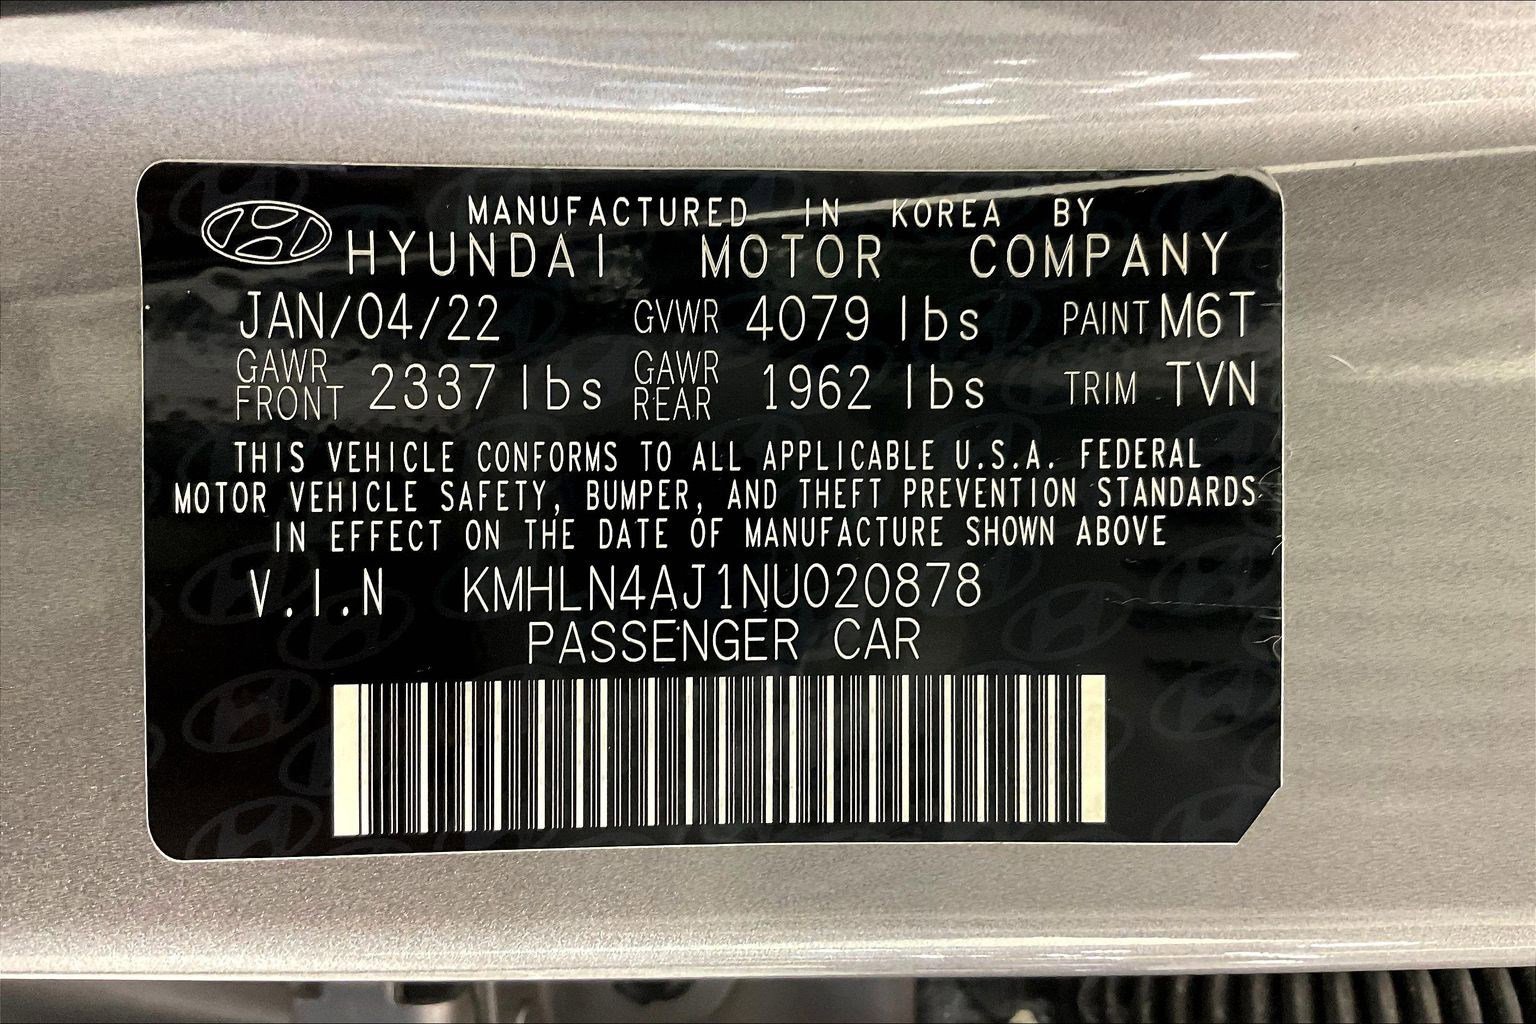 MANUFACTURED IN KOREA BY
HYUNDAI MOTOR COMPANY
JAN/04/22 GVWR 4079 lbs PAINT M6T
GAWR FRONT 2337 lbs GAWR REAR 1962 lbs TRIM TVN
THIS VEHICLE CONFORMS TO ALL APPLICABLE U.S.A. FEDERAL
MOTOR VEHICLE SAFETY, BUMPER, AND THEFT PREVENTION STANDARDS
IN EFFECT ON THE DATE OF MANUFACTURE SHOWN ABOVE
V.I.N KMHLN4AJ1NU020878
PASSENGER CAR